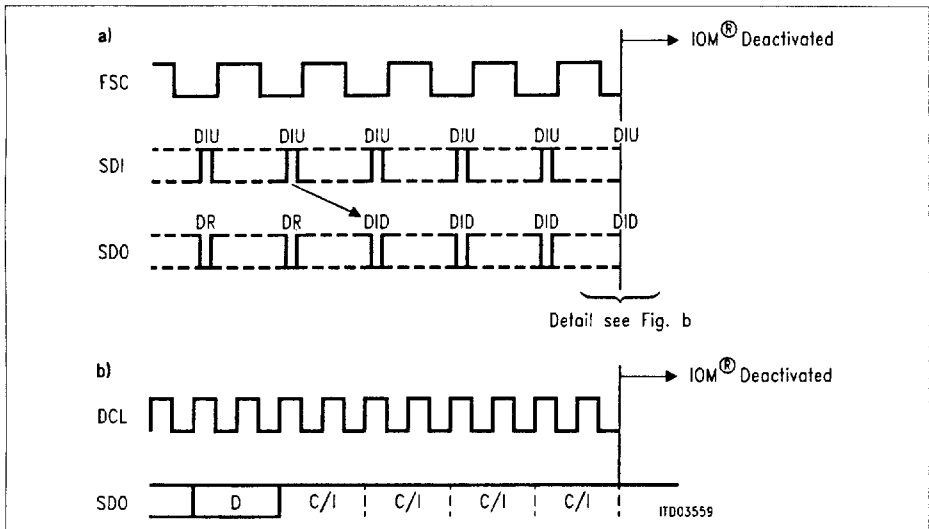 a)
IOM® Deactivated
FSC
DIU DIU DIU DIU DIU DIU
SDI
DR DR DID DID DID DID
SDO
Detail see Fig. b
b)
IOM® Deactivated
DCL
SDO D C/I C/I C/I C/I
ITD03559